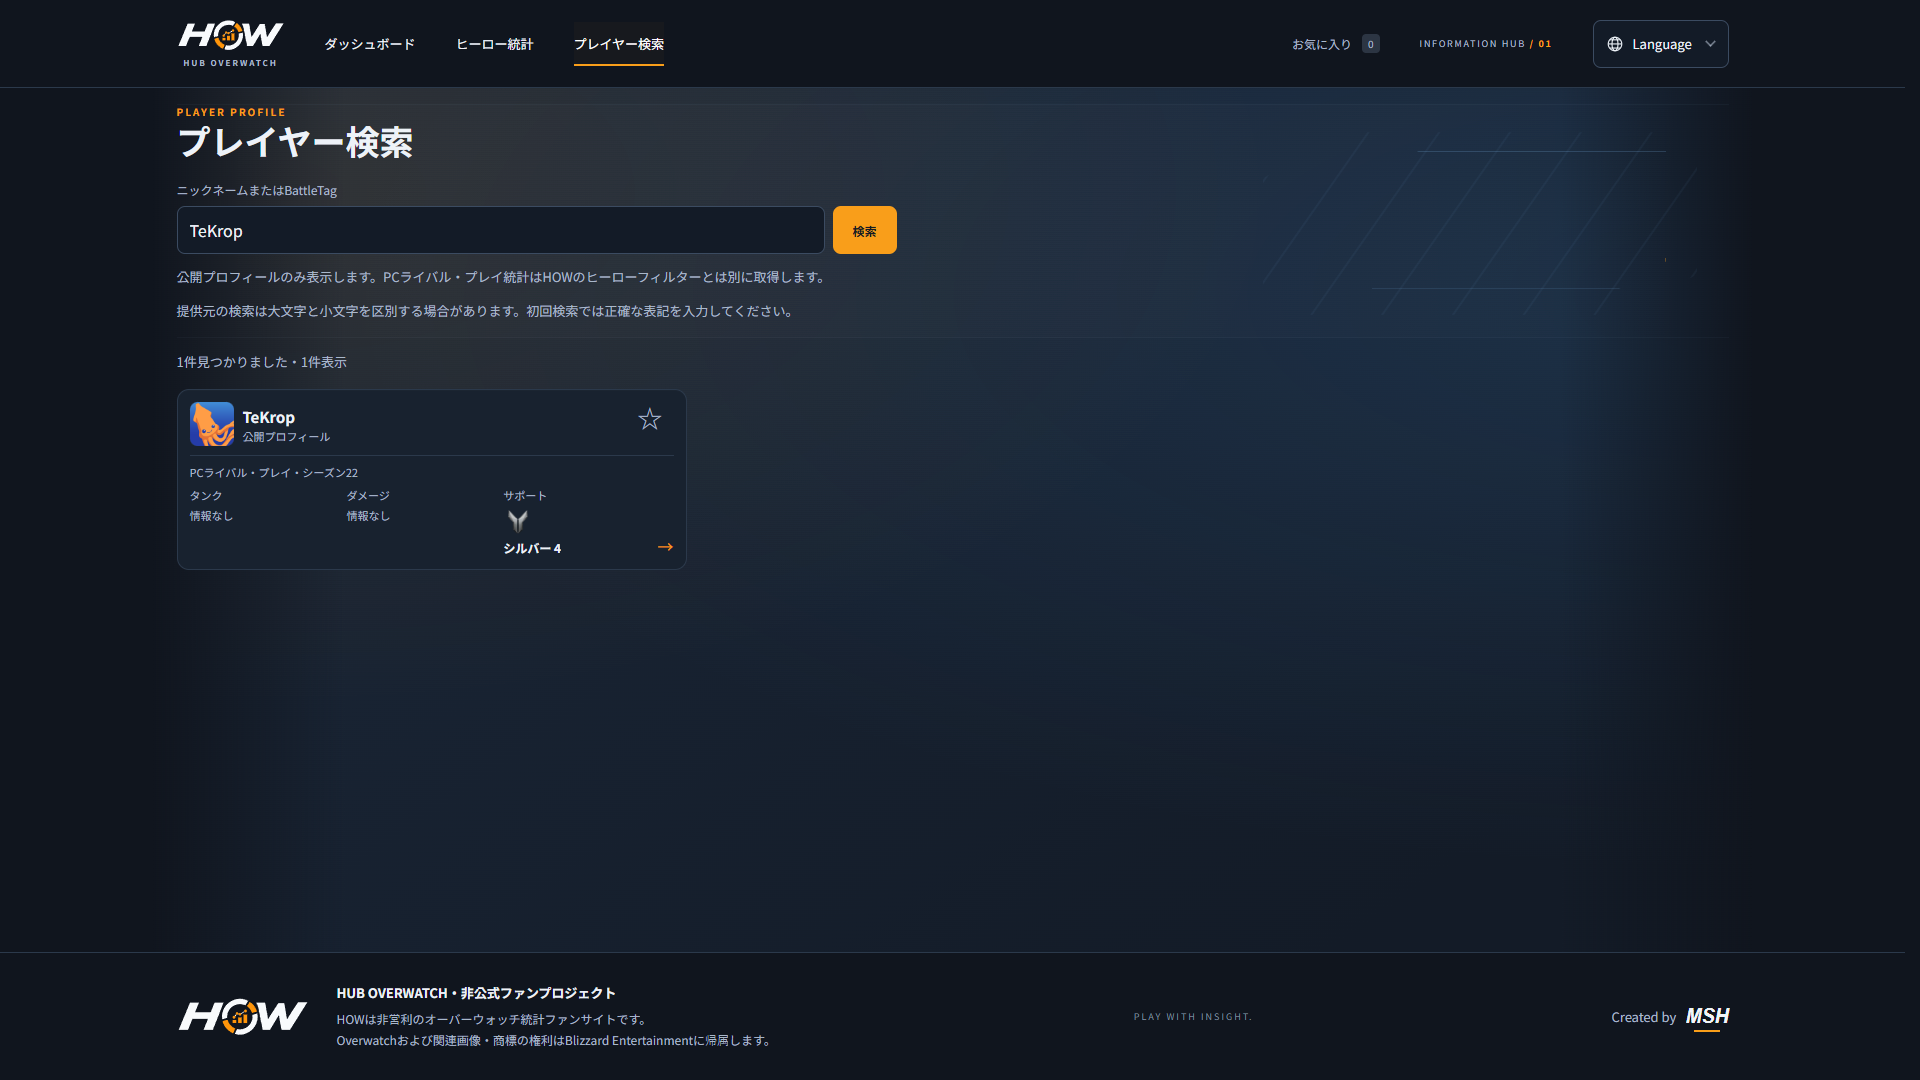 HOW
HUB OVERWATCH
ダッシュボード
ヒーロー統計
プレイヤー検索
お気に入り 0
INFORMATION HUB / 01
Language
PLAYER PROFILE
プレイヤー検索
ニックネームまたはBattleTag
TeKrop
検索
公開プロフィールのみ表示します。PCライバル・プレイ統計はHOWのヒーローフィルターとは別に取得します。
提供元の検索は大文字と小文字を区別する場合があります。初回検索では正確な表記を入力してください。
1件見つかりました・1件表示
TeKrop
公開プロフィール
PCライバル・プレイ・シーズン22
タンク
情報なし
ダメージ
情報なし
サポート
シルバー 4
HOW
HUB OVERWATCH・非公式ファンプロジェクト
HOWは非営利のオーバーウォッチ統計ファンサイトです。
Overwatchおよび関連画像・商標の権利はBlizzard Entertainmentに帰属します。
PLAY WITH INSIGHT.
Created by MSH